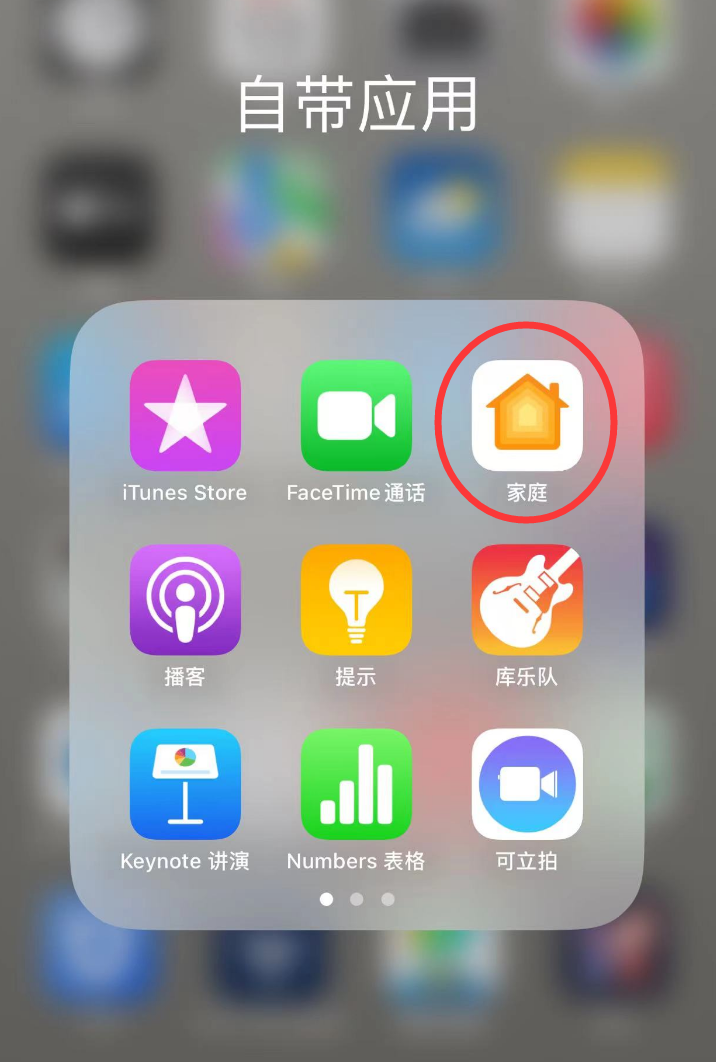 自带应用
iTunes Store
FaceTime 通话
家庭
播客
提示
库乐队
Keynote 讲演
Numbers 表格
可立拍